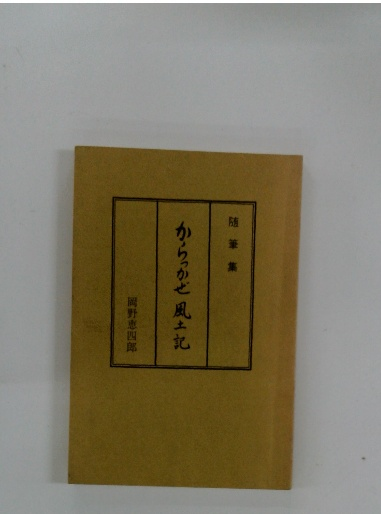 随筆集
からっかぜ風土記
岡野恵四郎